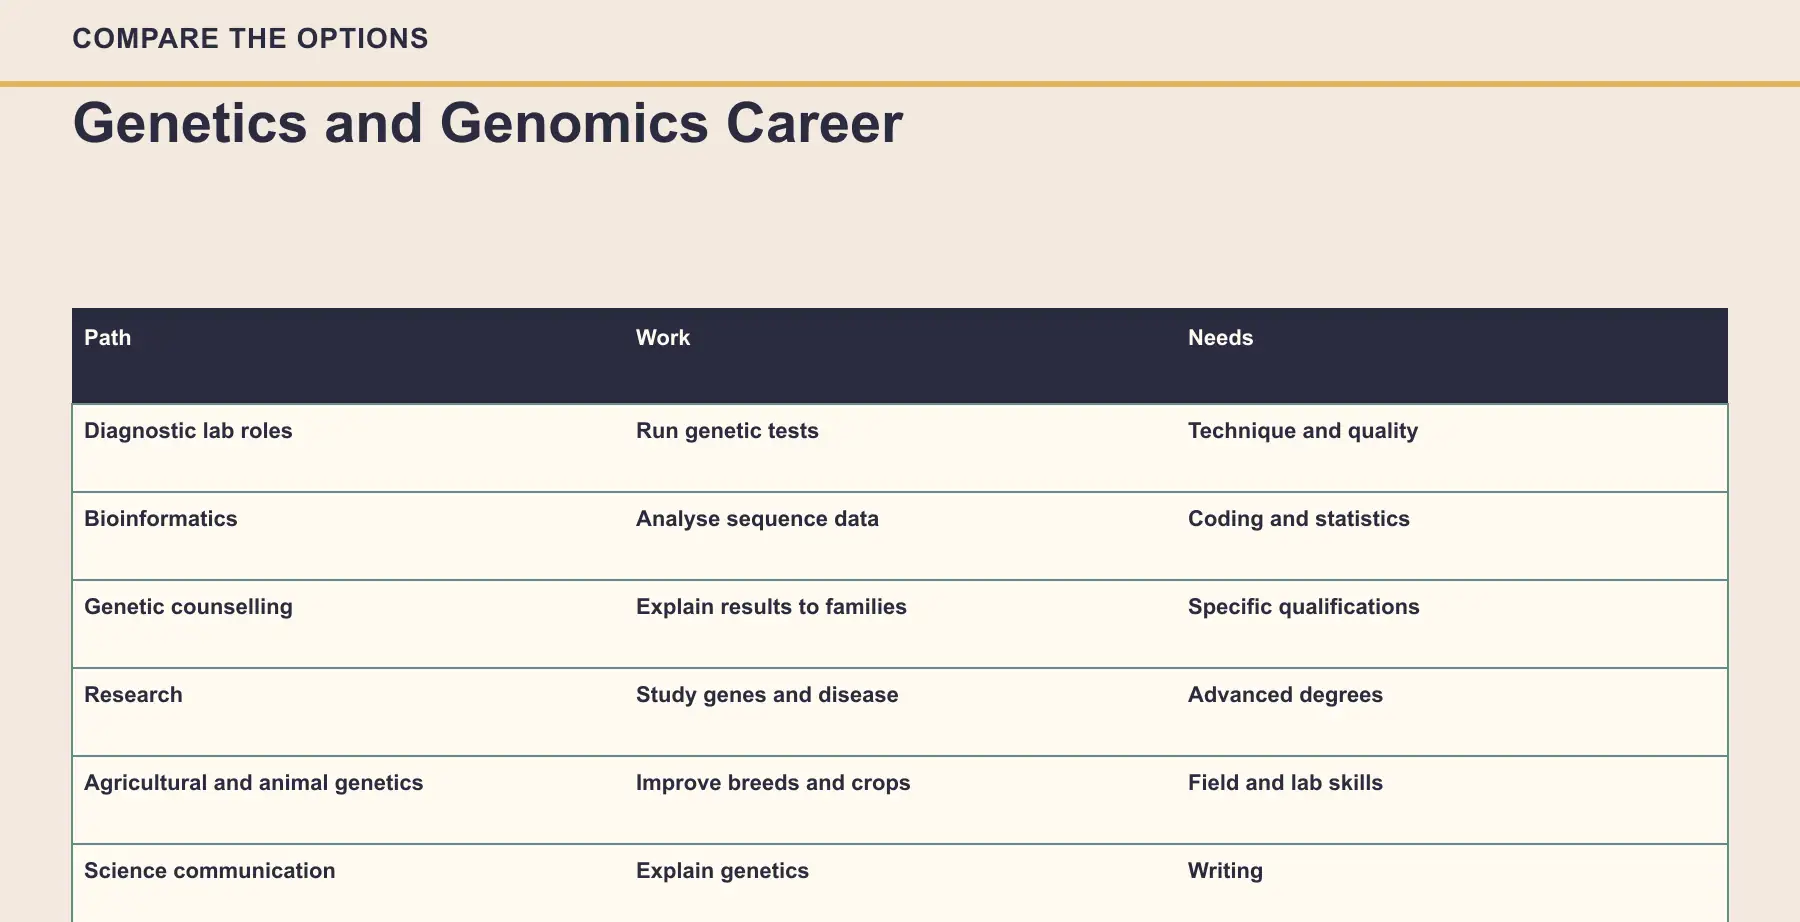 COMPARE THE OPTIONS
Genetics and Genomics Career
Path Work Needs
Diagnostic lab roles Run genetic tests Technique and quality
Bioinformatics Analyse sequence data Coding and statistics
Genetic counselling Explain results to families Specific qualifications
Research Study genes and disease Advanced degrees
Agricultural and animal genetics Improve breeds and crops Field and lab skills
Science communication Explain genetics Writing